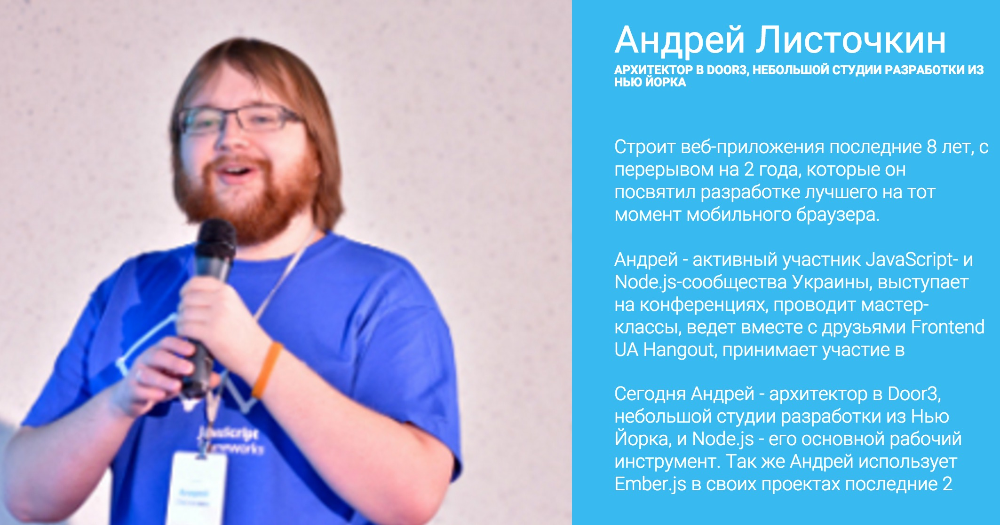 Андрей Листочкин
АРХИТЕКТОР В DOOR3, НЕБОЛЬШОЙ СТУДИИ РАЗРАБОТКИ ИЗ
НЬЮ ЙОРКА
Строит веб-приложения последние 8 лет, с
перерывом на 2 года, которые он
посвятил разработке лучшего на тот
момент мобильного браузера.
Андрей - активный участник JavaScript- и
Node.js-сообщества Украины, выступает
на конференциях, проводит мастер-
классы, ведет вместе с друзьями Frontend
UA Hangout, принимает участие в
Сегодня Андрей - архитектор в Door3,
небольшой студии разработки из Нью
Йорка, и Node.js - его основной рабочий
инструмент. Так же Андрей использует
Ember.js в своих проектах последние 2
JavaScript